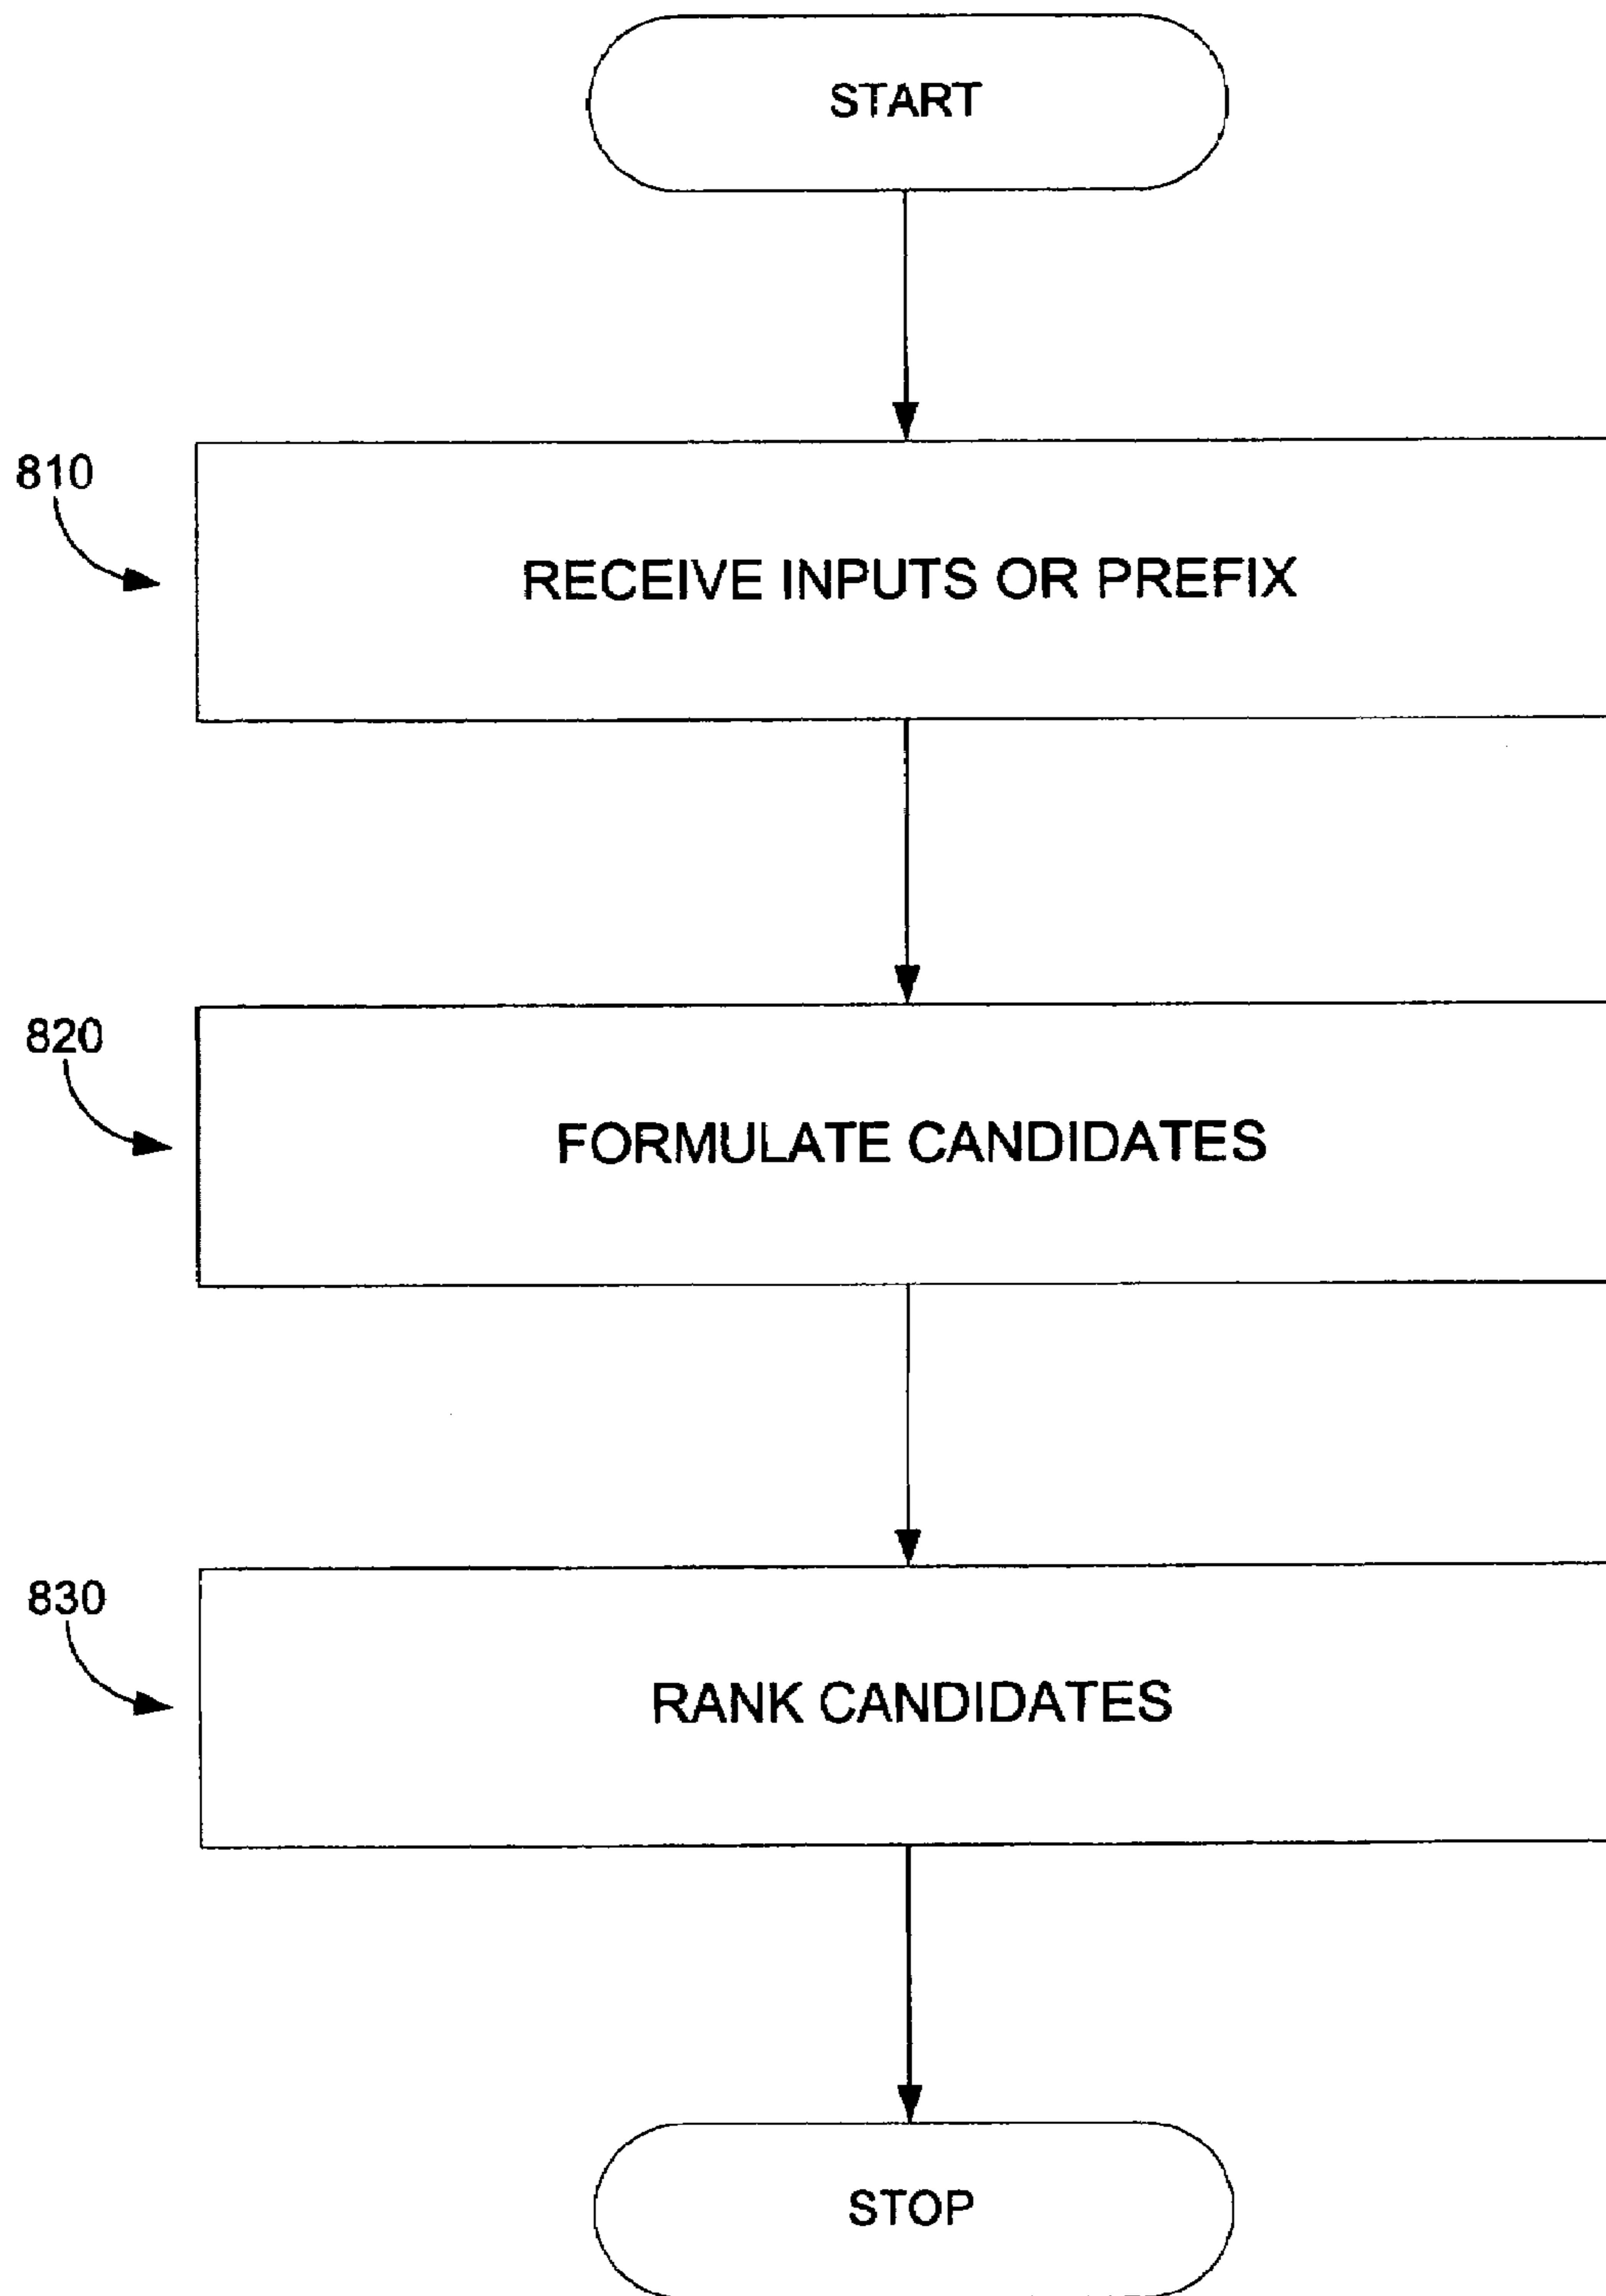 START
810
RECEIVE INPUTS OR PREFIX
820
FORMULATE CANDIDATES
830
RANK CANDIDATES
STOP